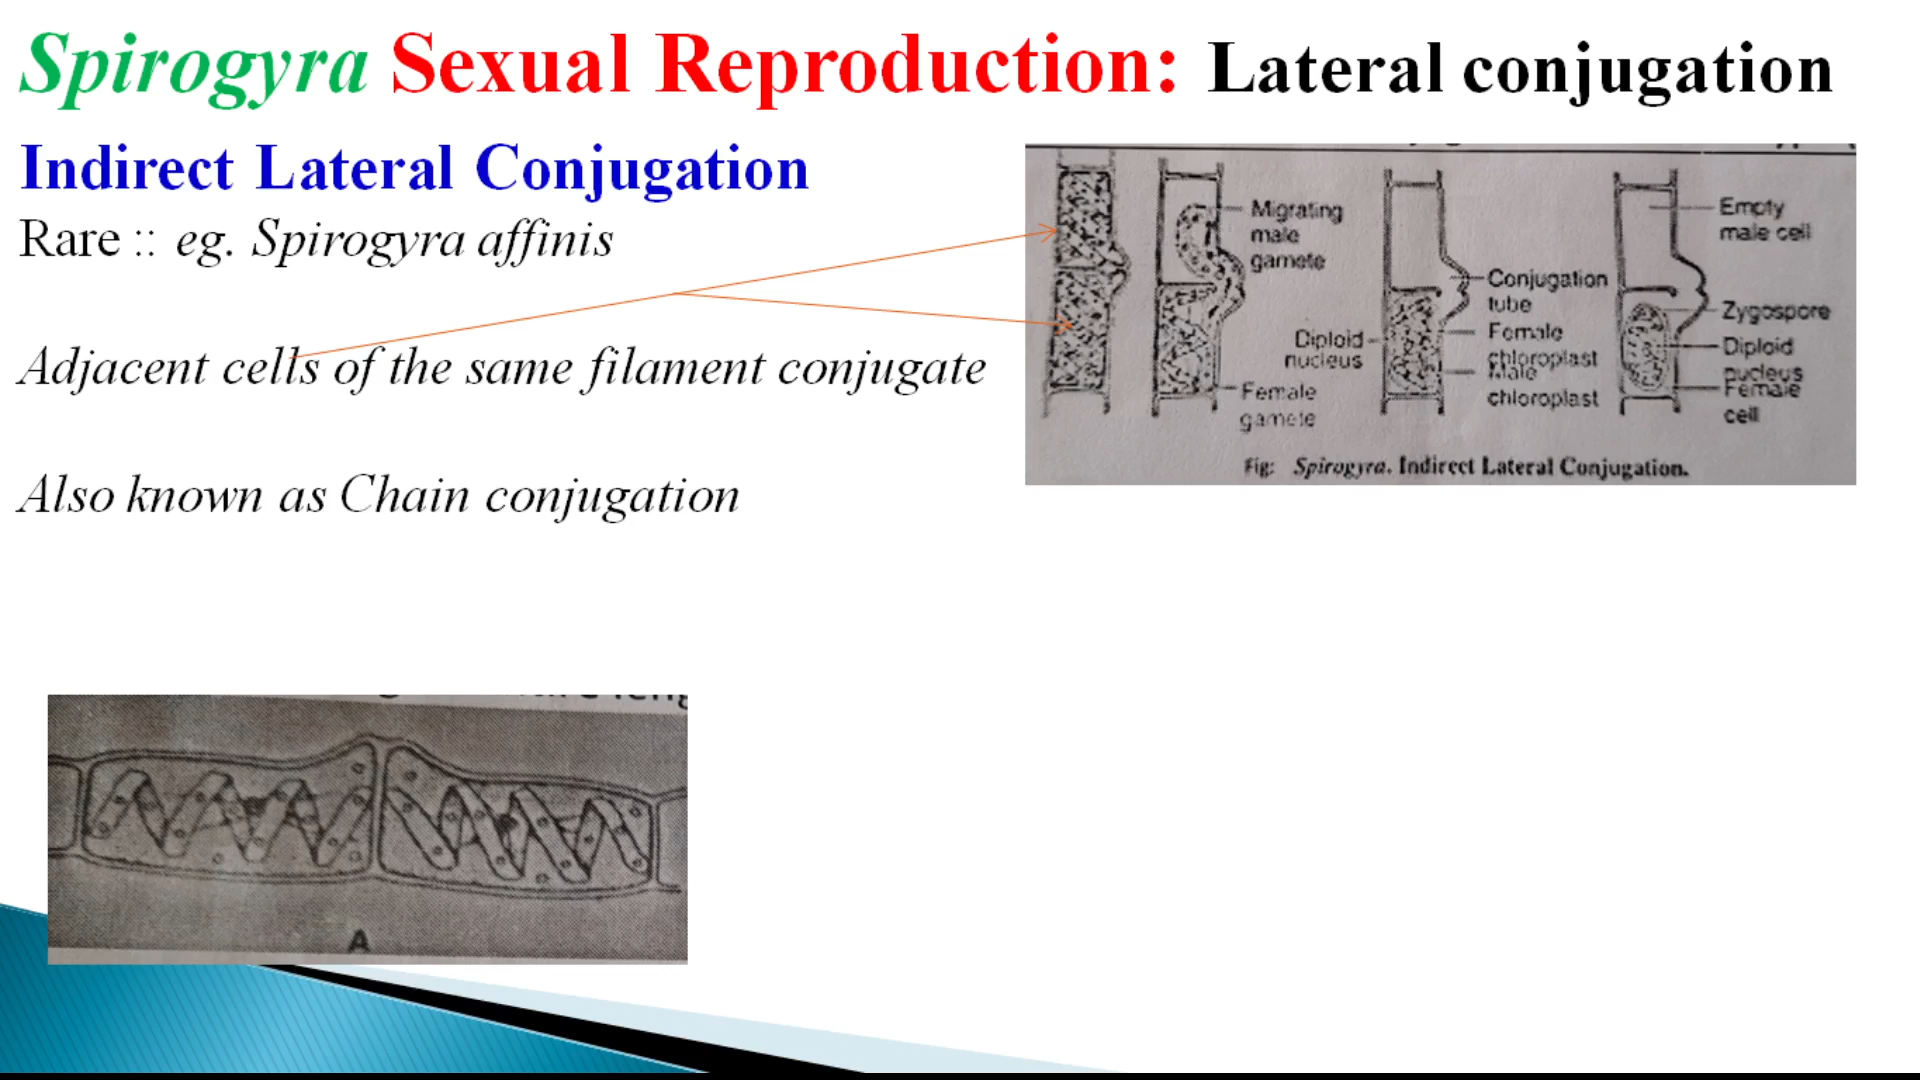 Spirogyra Sexual Reproduction: Lateral conjugation
Indirect Lateral Conjugation
Rare :: eg. Spirogyra affinis
Adjacent cells of the same filament conjugate
Also known as Chain conjugation
Migrating
male
gamete
Female
gamete
Diploid
nucleus
Conjugation
tube
Female
chloroplast
Male
chloroplast
Empty
male cell
Zygospore
Diploid
nucleus
Female
cell
Fig: Spirogyra. Indirect Lateral Conjugation.
A